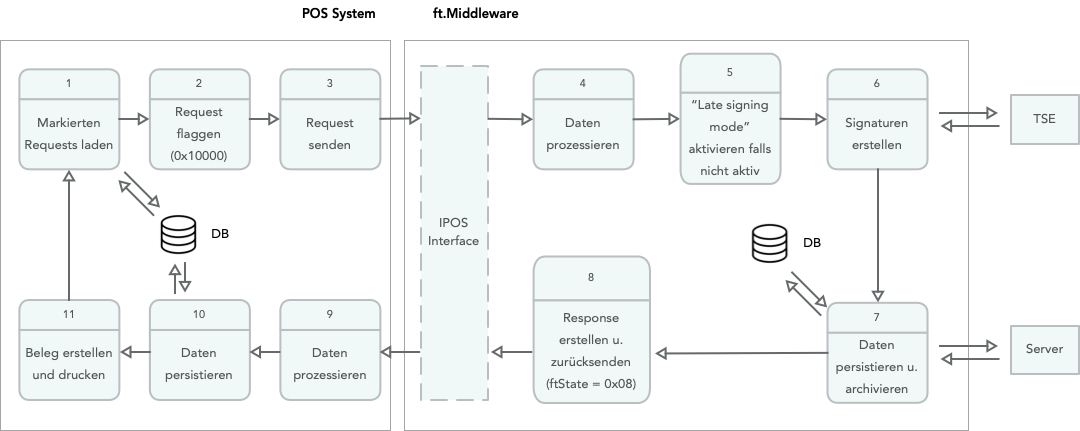 POS System
ft.Middleware
1
Markierten
Requests laden
2
Request
flaggen
(0x10000)
3
Request
senden
IPOS
Interface
4
Daten
prozessieren
5
“Late signing
mode”
aktivieren falls
nicht aktiv
6
Signaturen
erstellen
TSE
DB
DB
11
Beleg erstellen
und drucken
10
Daten
persistieren
9
Daten
prozessieren
8
Response
erstellen u.
zurücksenden
(ftState = 0x08)
7
Daten
persistieren u.
archivieren
Server